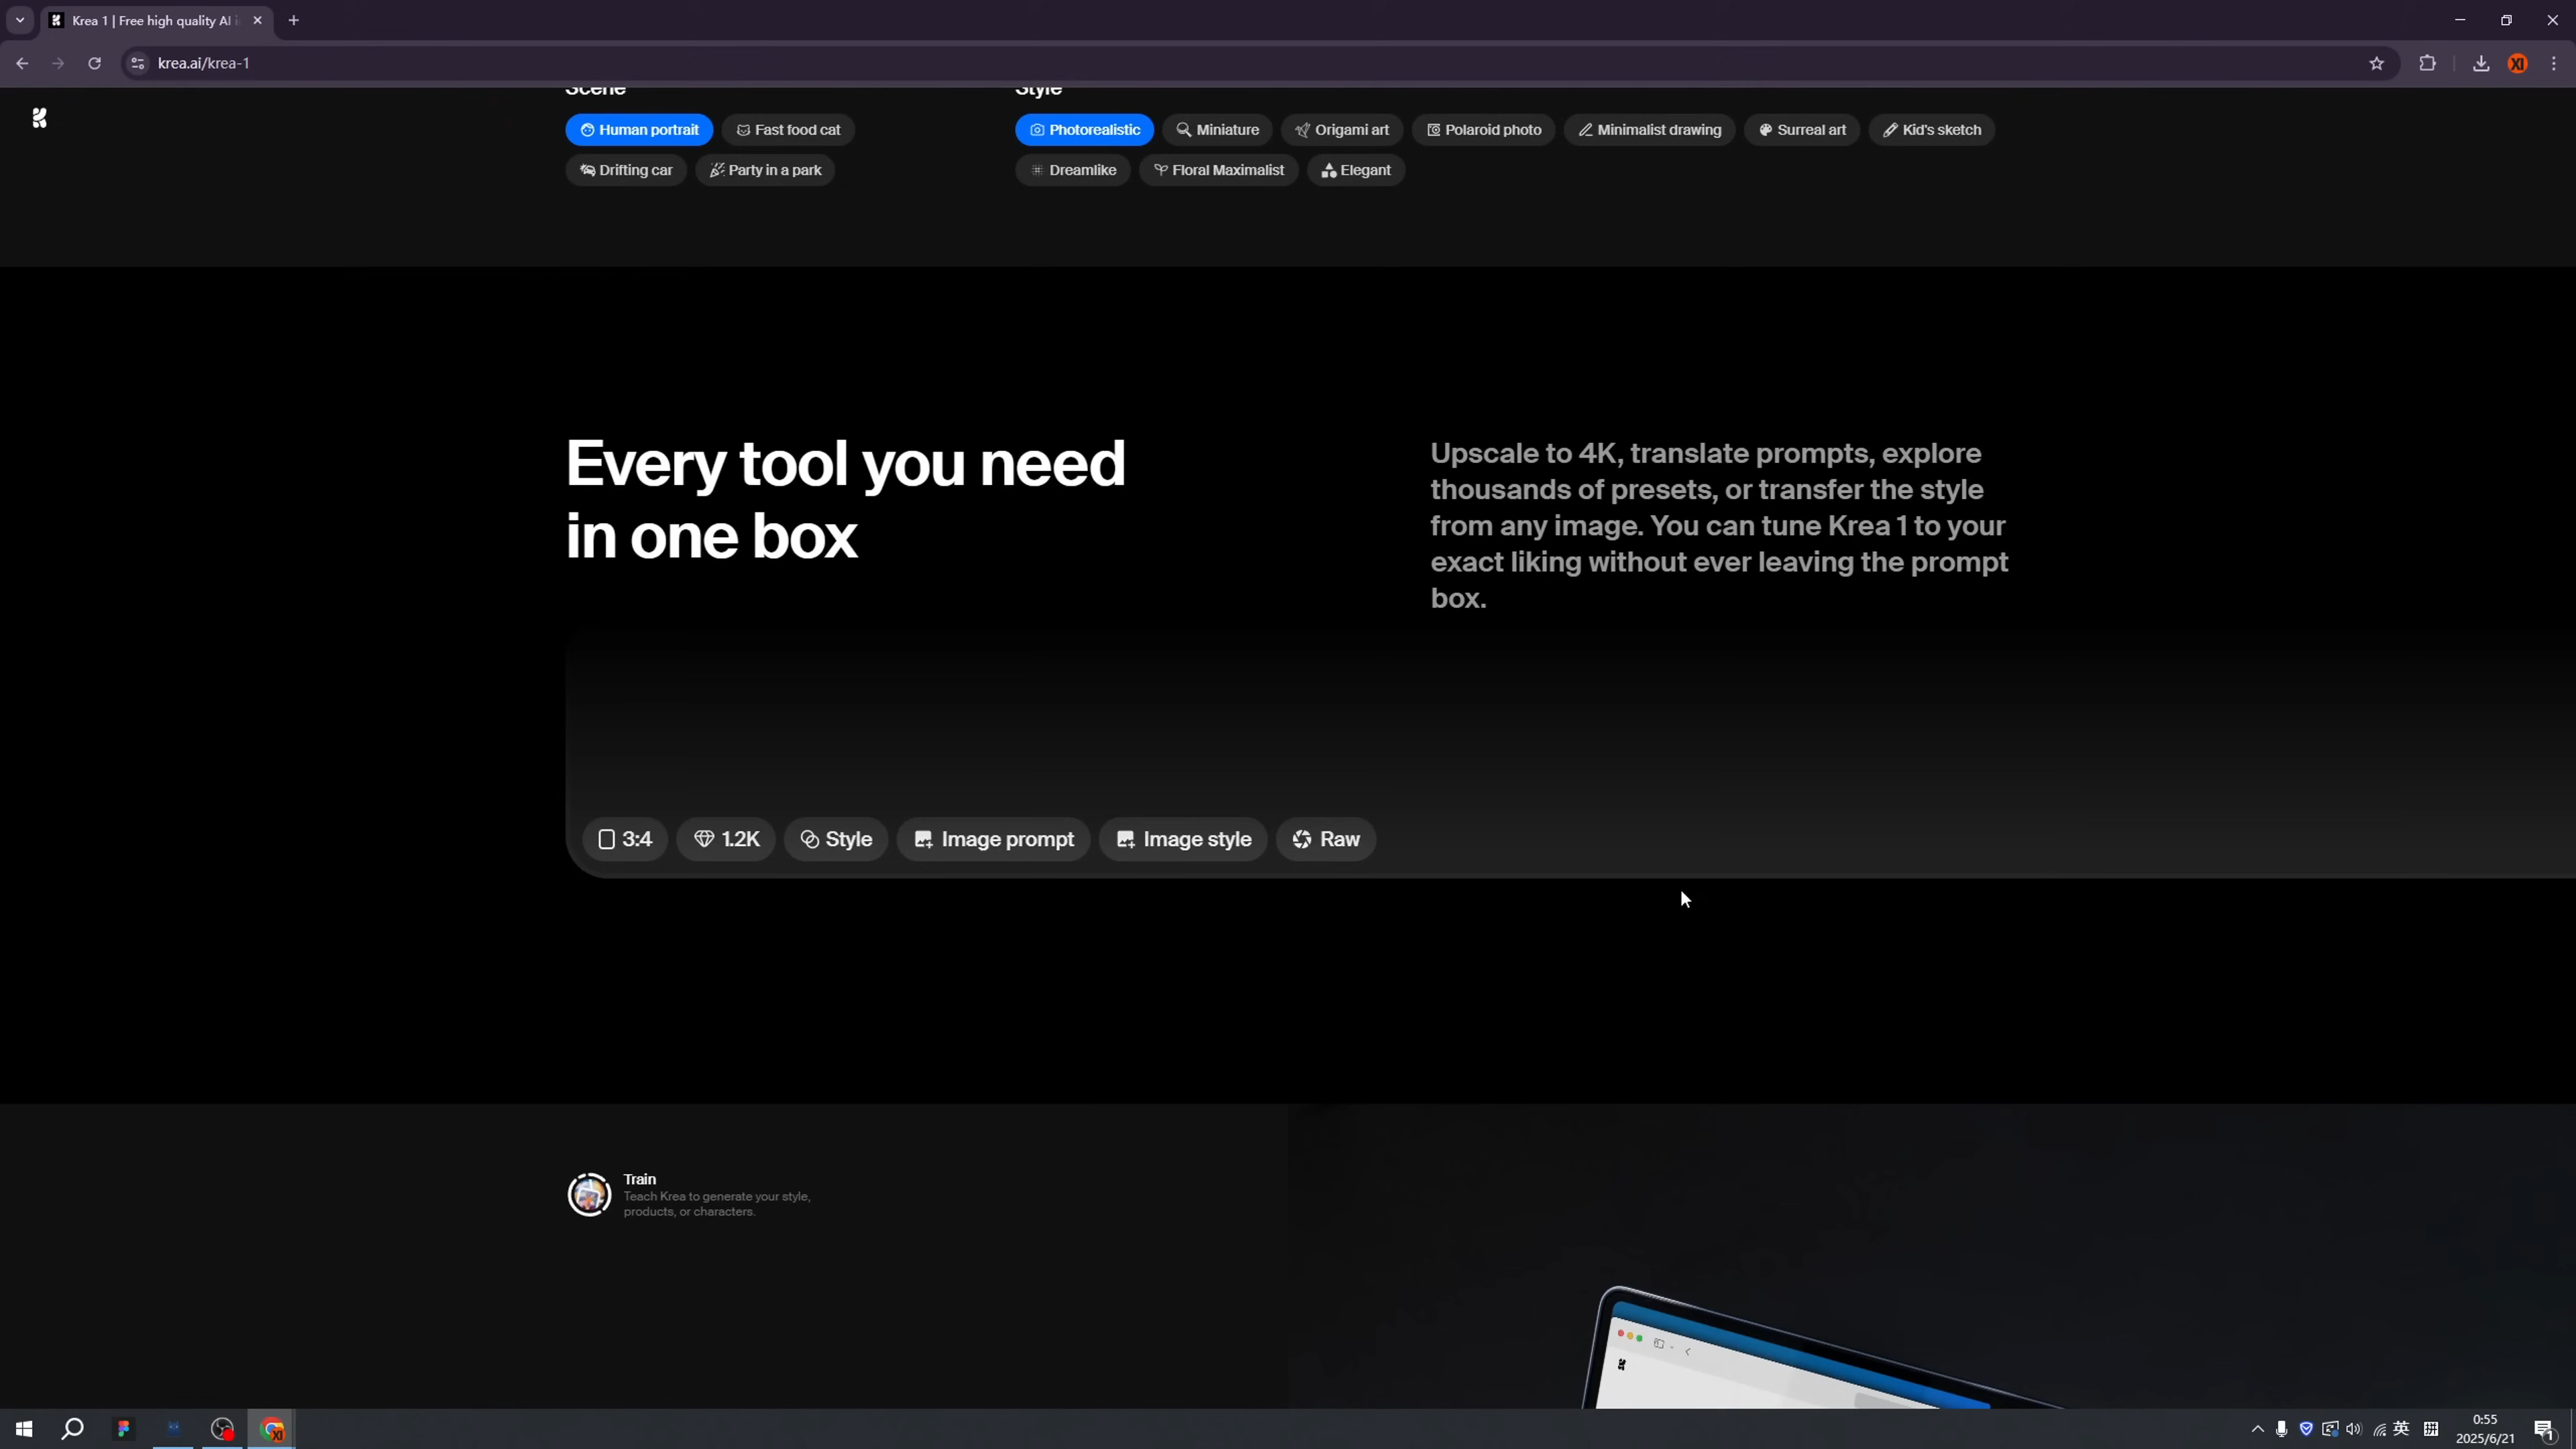 Krea 1 | Free high quality AI
krea.ai/krea-1
Scene
Style
Human portrait
Fast food cat
Drifting car
Party in a park
Photorealistic
Miniature
Origami art
Polaroid photo
Minimalist drawing
Surreal art
Kid's sketch
Dreamlike
Floral Maximalist
Elegant
Every tool you need
in one box
Upscale to 4K, translate prompts, explore
thousands of presets, or transfer the style
from any image. You can tune Krea 1 to your
exact liking without ever leaving the prompt
box.
3:4
1.2K
Style
Image prompt
Image style
Raw
Train
Teach Krea to generate your style,
products, or characters.
XI
英
拼
0:55
2025/6/21
1